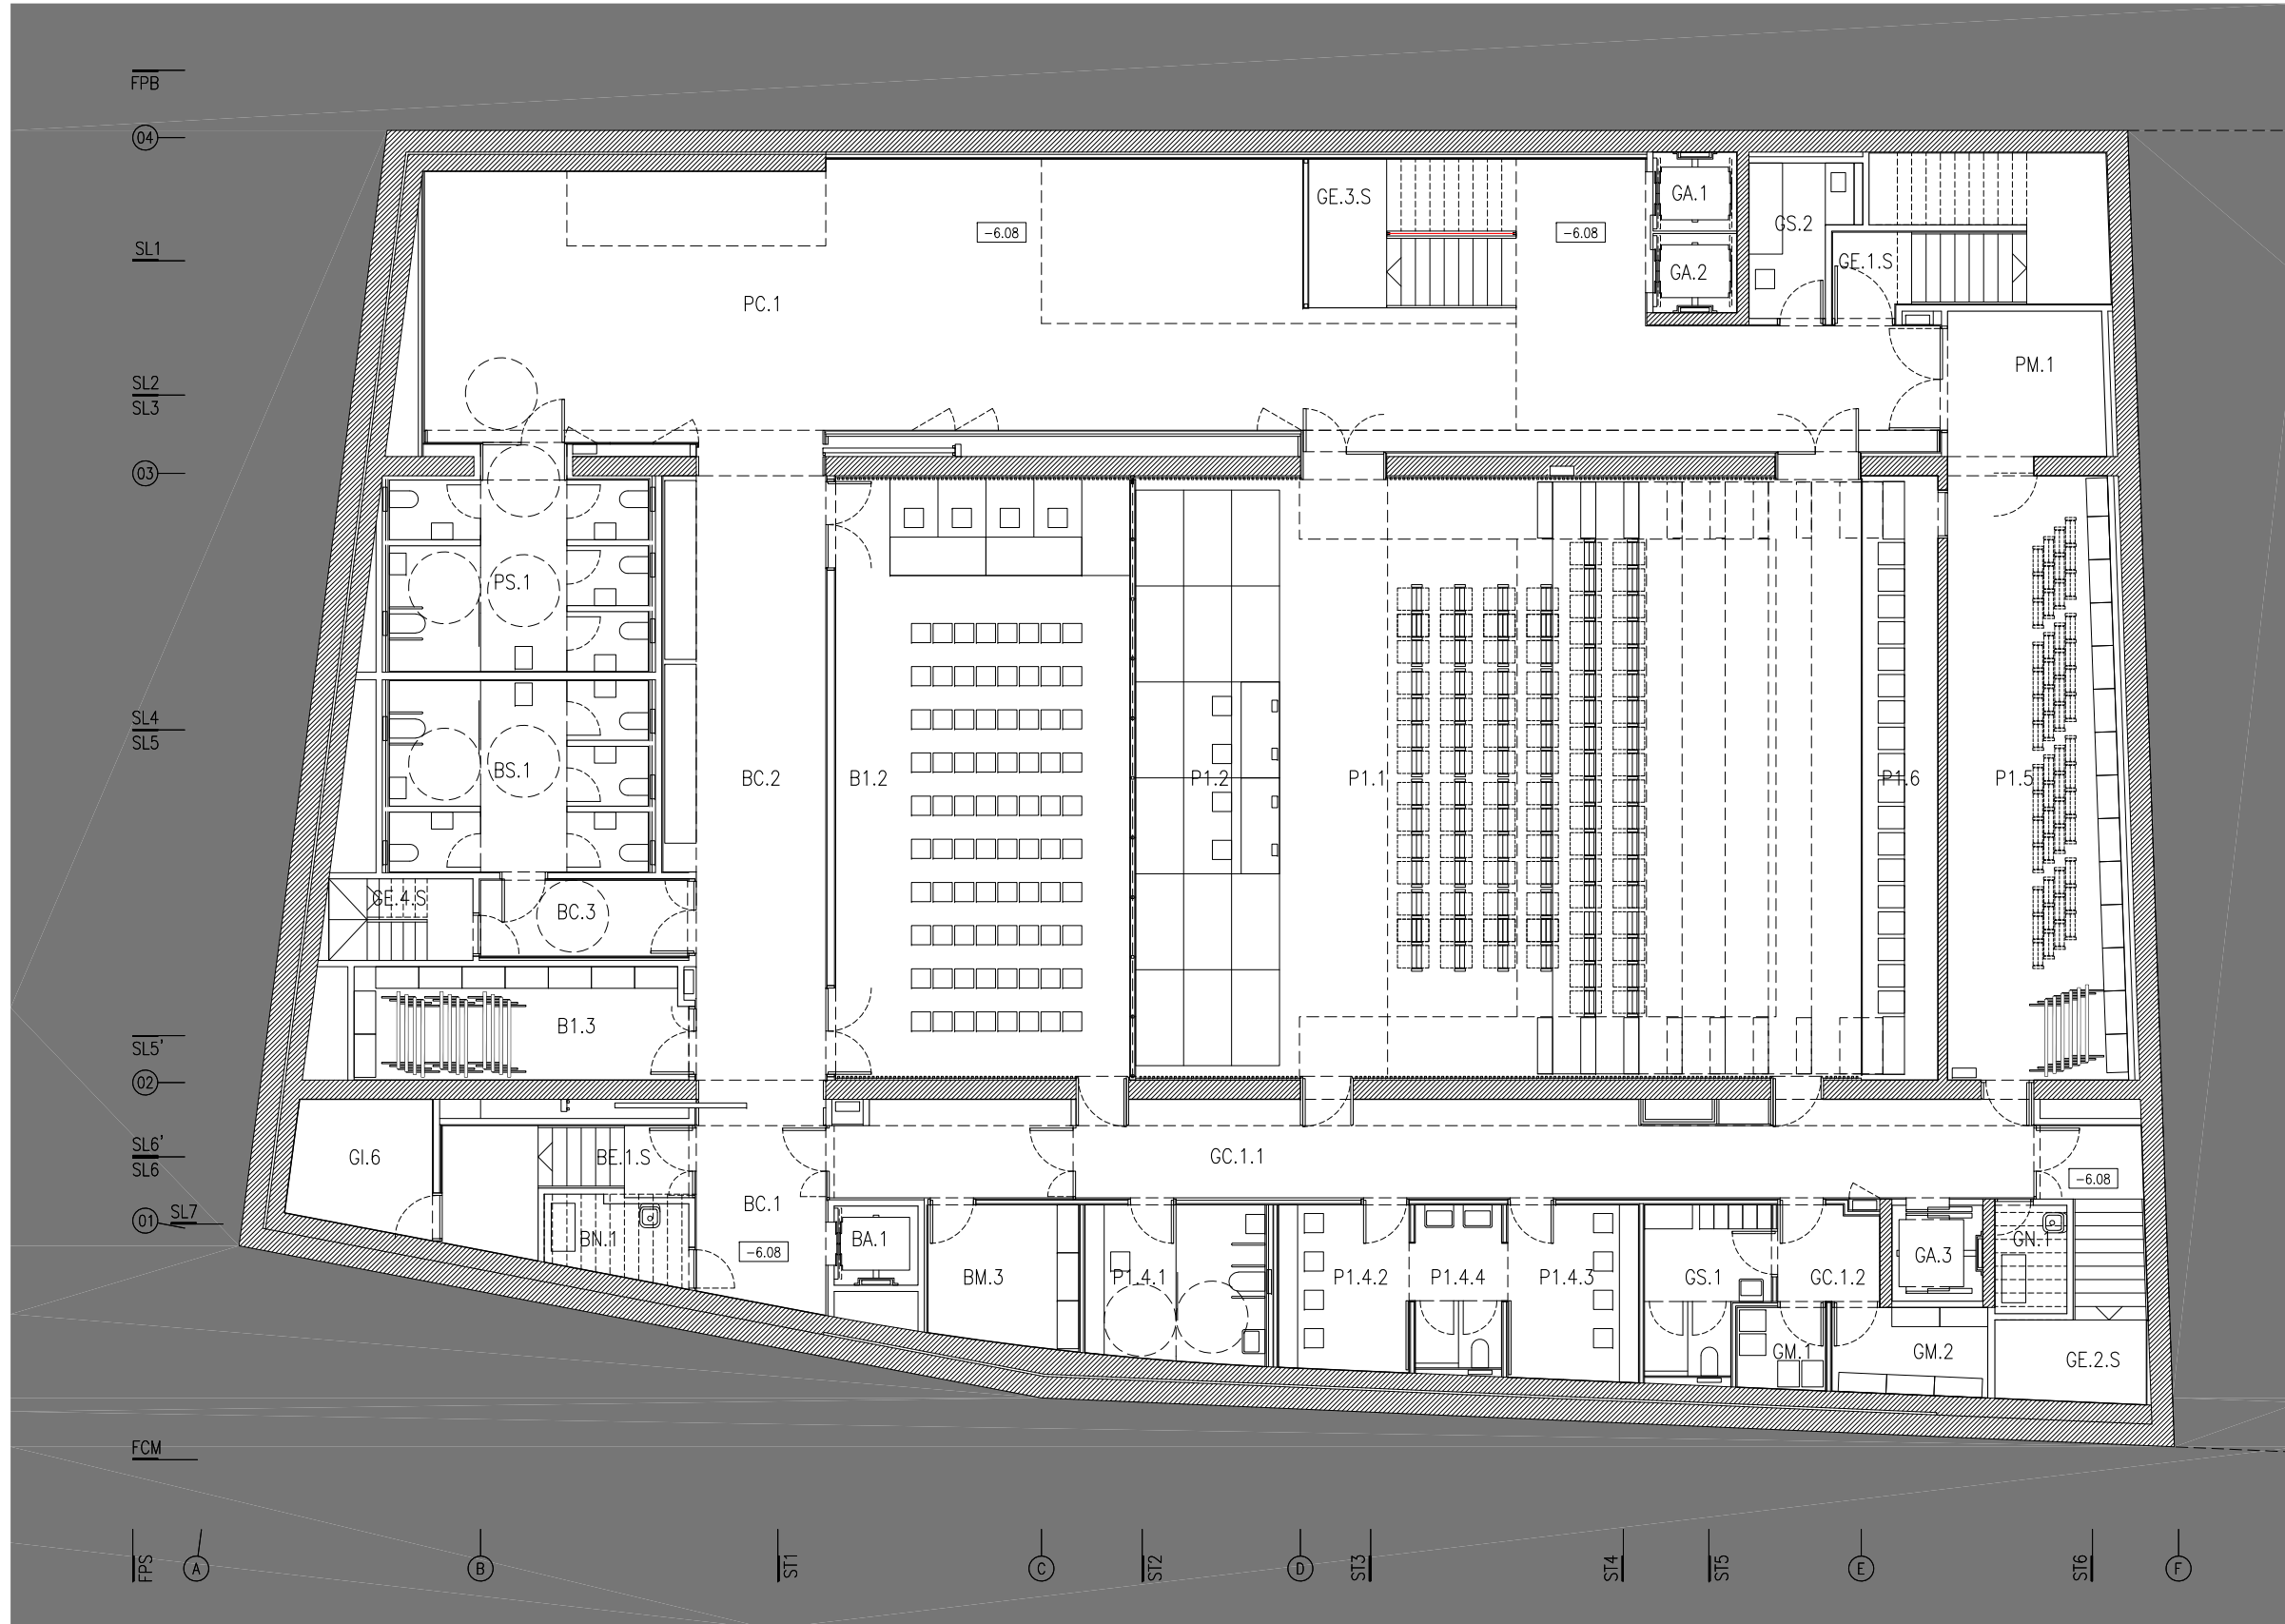 FPB
04
GE.3.S
GA.1
GS.2
-6.08
-6.08
SL1
GE.1.S
GA.2
PC.1
PM.1
SL2
SL3
03
PS.1
SL4
SL5
BS.1
BC.2
B1.2
P1.2
P1.1
P1.6
P1.5
GE.4.S
BC.3
B1.3
SL5'
02
SL6'
SL6
GI.6
BE.1.S
GC.1.1
-6.08
01
SL7
BC.1
BN.1
-6.08
BA.1
GN.1
GA.3
BM.3
P1.4.1
P1.4.2
P1.4.4
P1.4.3
GS.1
GC.1.2
GM.1
GM.2
GE.2.S
FCM
FPS
A
B
ST1
C
ST2
D
ST3
ST4
ST5
E
ST6
F